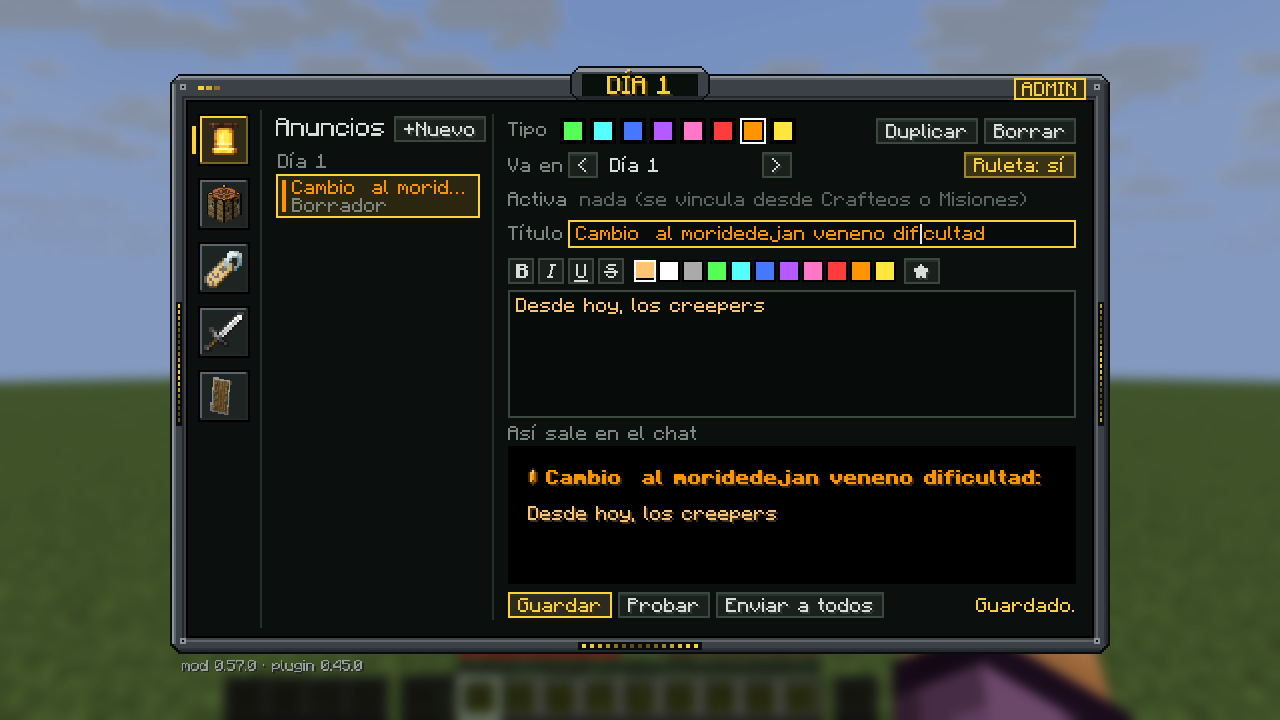 DÍA 1
ADMIN
Anuncios
+Nuevo
Día 1
Cambio  al morid...
Borrador
Tipo
Duplicar
Borrar
Va en
<
Día 1
>
Ruleta: sí
Activa nada (se vincula desde Crafteos o Misiones)
Título
Cambio  al moridedejan veneno dificultad
B I U S
Desde hoy, los creepers
Así sale en el chat
Cambio  al moridedejan veneno dificultad:
Desde hoy, los creepers
Guardar
Probar
Enviar a todos
Guardado.
mod 0.57.0 · plugin 0.45.0